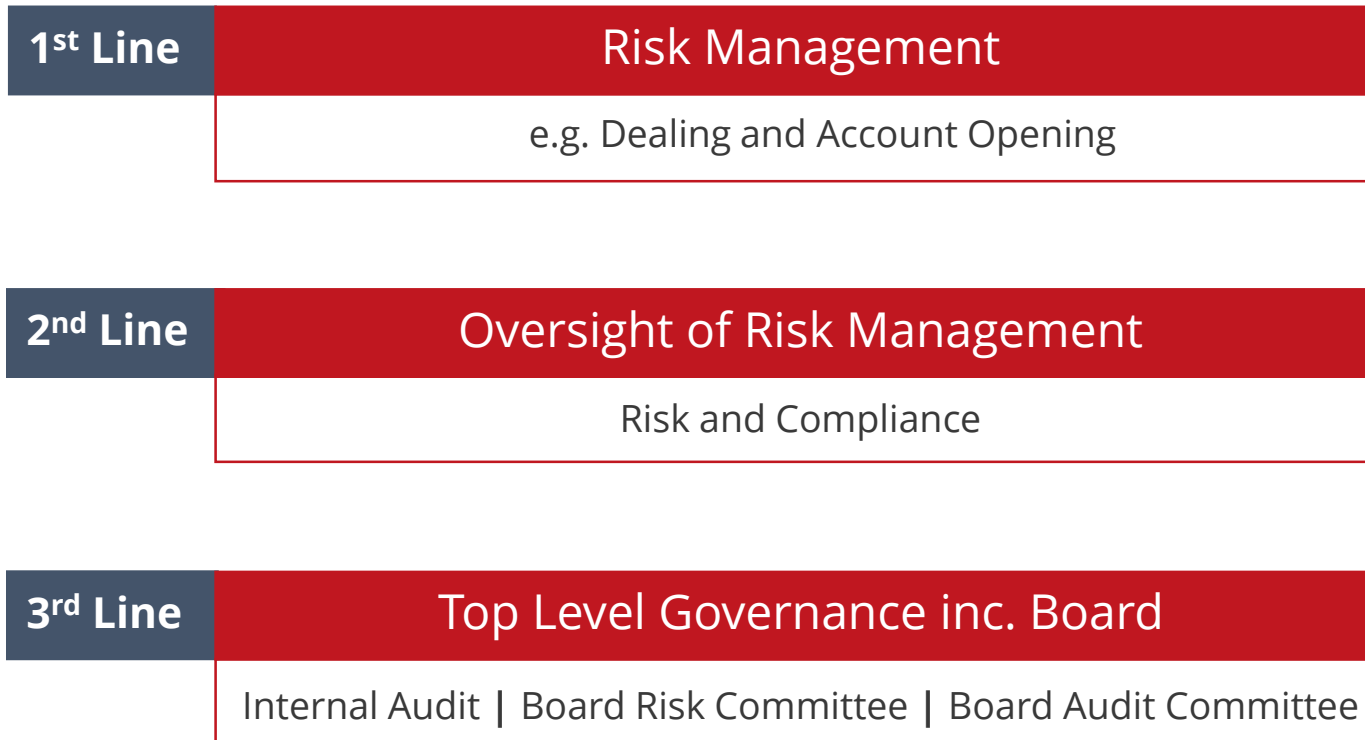 1st Line
Risk Management
e.g. Dealing and Account Opening
2nd Line
Oversight of Risk Management
Risk and Compliance
3rd Line
Top Level Governance inc. Board
Internal Audit | Board Risk Committee | Board Audit Committee